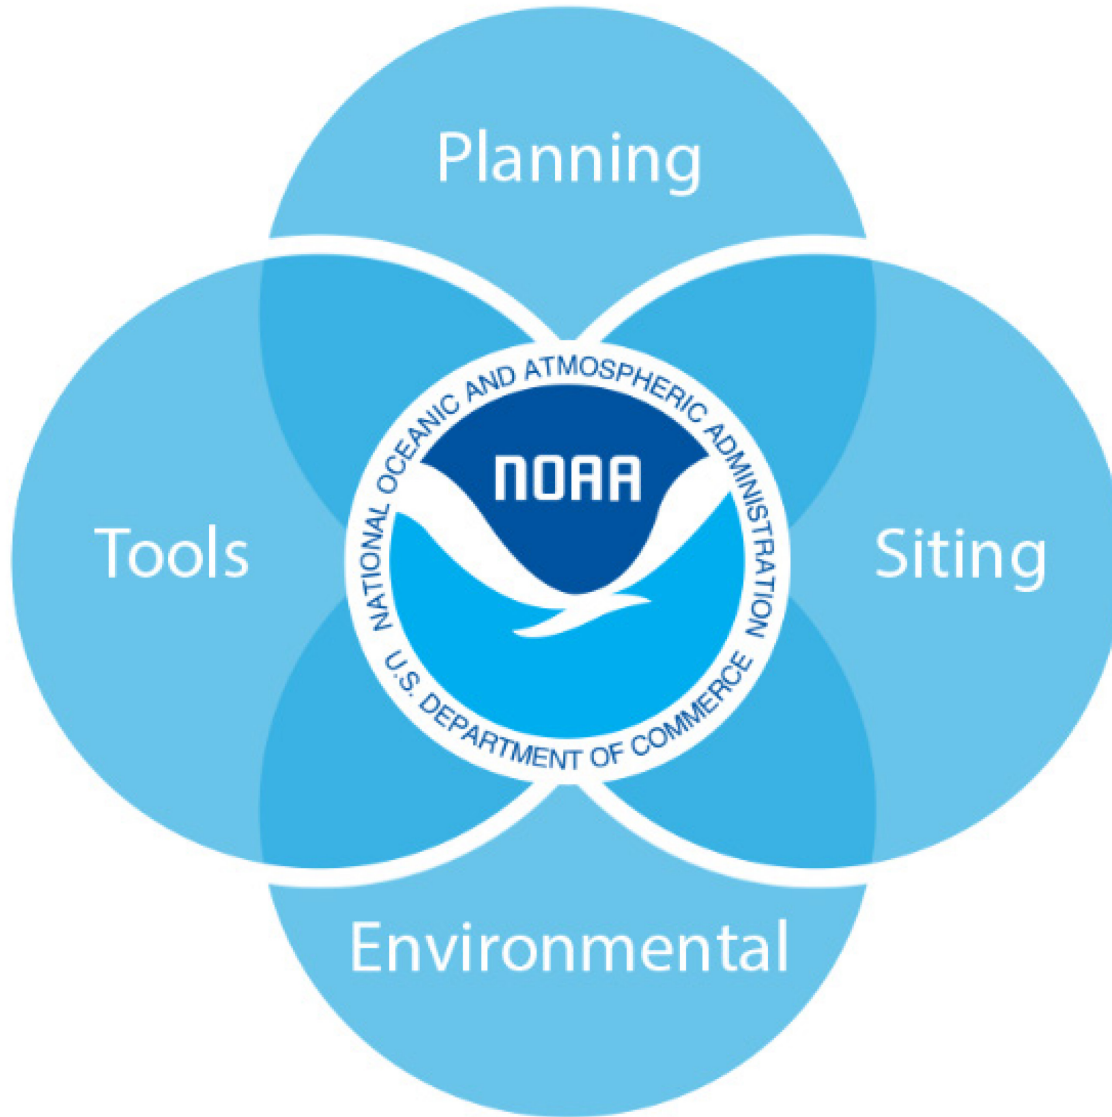 Planning
NATIONAL OCEANIC AND ATMOSPHERIC ADMINISTRATION
NOAA
Tools
Siting
U.S. DEPARTMENT OF COMMERCE
Environmental